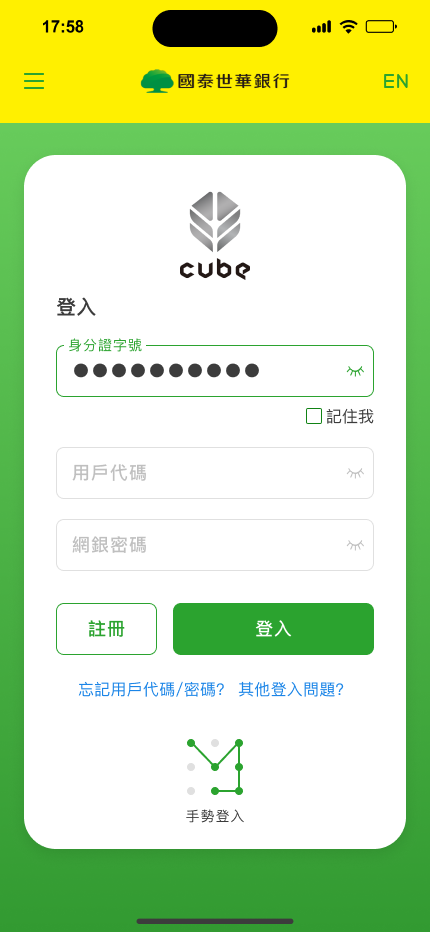 17:58
國泰世華銀行
EN
cube
登入
身分證字號
記住我
用戶代碼
網銀密碼
註冊
登入
忘記用戶代碼/密碼?
其他登入問題?
手勢登入